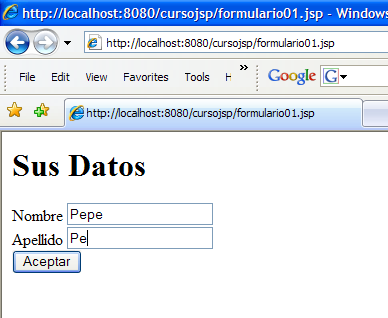 http://localhost:8080/cursojsp/formulario01.jsp - Windows
http://localhost:8080/cursojsp/formulario01.jsp
File Edit View Favorites Tools H »
Google G
http://localhost:8080/cursojsp/formulario01.jsp
Sus Datos
Nombre Pepe
Apellido Pe
Aceptar